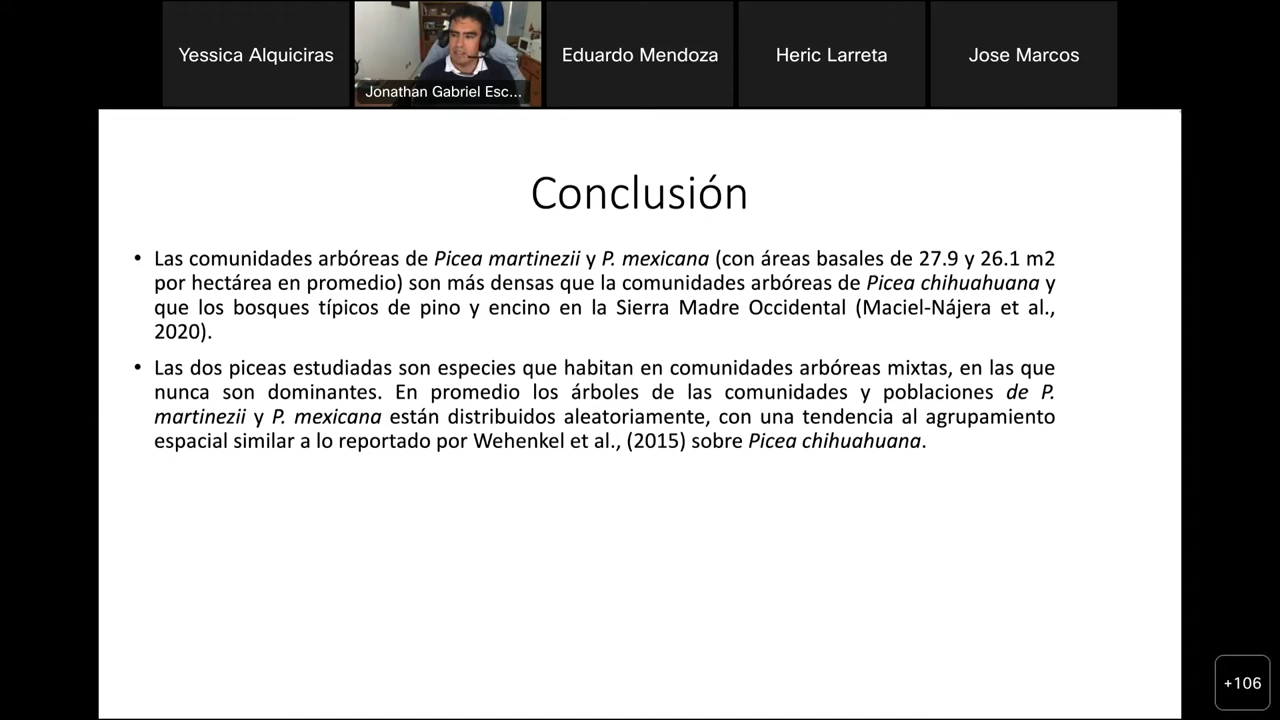 Yessica Alquiciras
Jonathan Gabriel Esc...
Eduardo Mendoza
Heric Larreta
Jose Marcos
Conclusión
• Las comunidades arbóreas de Picea martinezii y P. mexicana (con áreas basales de 27.9 y 26.1 m2
por hectárea en promedio) son más densas que la comunidades arbóreas de Picea chihuahuana y
que los bosques típicos de pino y encino en la Sierra Madre Occidental (Maciel-Nájera et al.,
2020).
• Las dos piceas estudiadas son especies que habitan en comunidades arbóreas mixtas, en las que
nunca son dominantes. En promedio los árboles de las comunidades y poblaciones de P.
martinezii y P. mexicana están distribuidos aleatoriamente, con una tendencia al agrupamiento
espacial similar a lo reportado por Wehenkel et al., (2015) sobre Picea chihuahuana.
+106